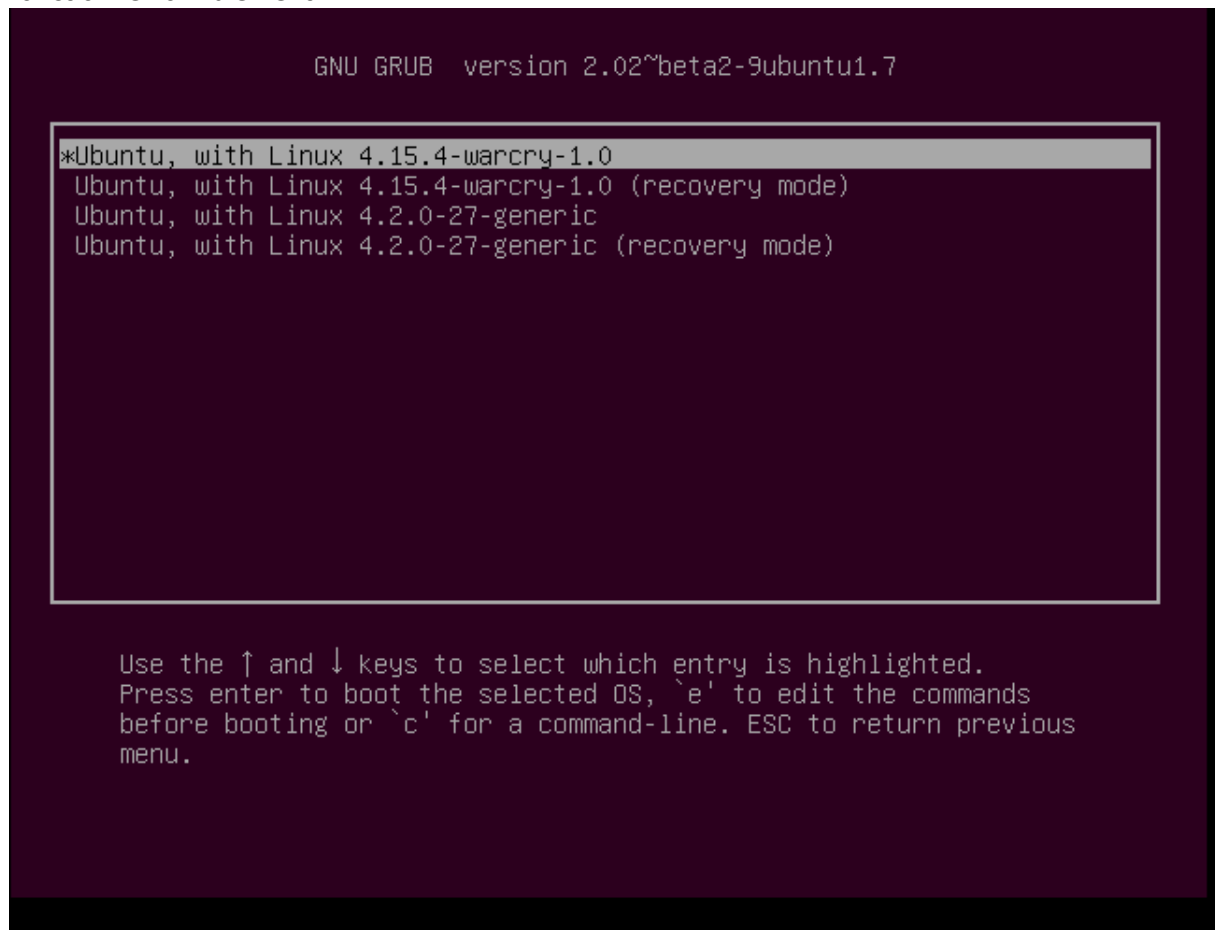 GNU GRUB  version 2.02~beta2-9ubuntu1.7
*Ubuntu, with Linux 4.15.4-warcry-1.0
Ubuntu, with Linux 4.15.4-warcry-1.0 (recovery mode)
Ubuntu, with Linux 4.2.0-27-generic
Ubuntu, with Linux 4.2.0-27-generic (recovery mode)
Use the ↑ and ↓ keys to select which entry is highlighted.
Press enter to boot the selected OS, `e' to edit the commands
before booting or `c' for a command-line. ESC to return previous
menu.